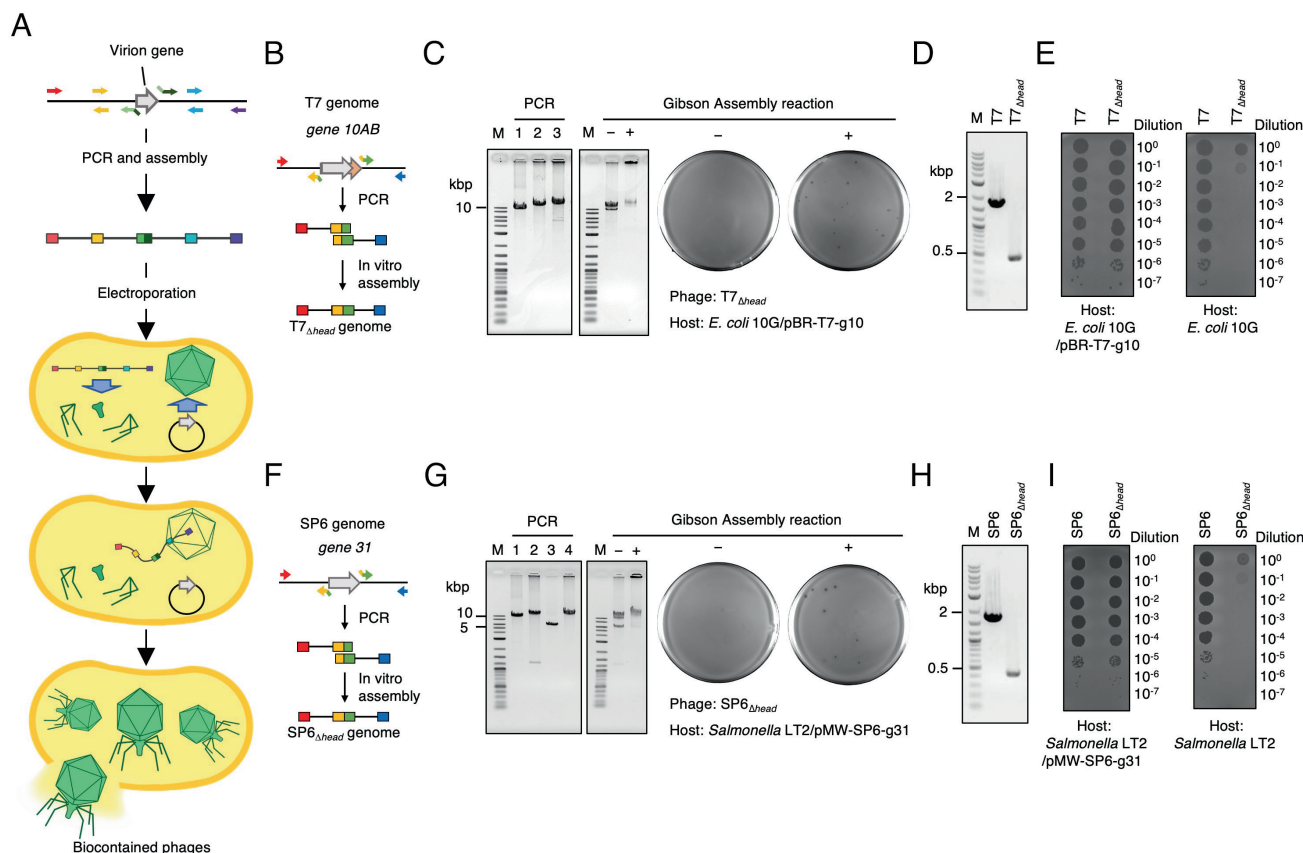 A
Virion gene
PCR and assembly
Electroporation
Biocontained phages
B
T7 genome
gene 10AB
PCR
In vitro
assembly
T7Δhead genome
C
PCR
Gibson Assembly reaction
M 1 2 3
M – +
–
+
kbp
10
Phage: T7Δhead
Host: E. coli 10G/pBR-T7-g10
D
M T7 T7Δhead
kbp
2
0.5
E
T7 T7Δhead
Dilution
10⁰
10⁻¹
10⁻²
10⁻³
10⁻⁴
10⁻⁵
10⁻⁶
10⁻⁷
Host:
E. coli 10G
/pBR-T7-g10
T7 T7Δhead
Dilution
10⁰
10⁻¹
10⁻²
10⁻³
10⁻⁴
10⁻⁵
10⁻⁶
10⁻⁷
Host:
E. coli 10G
F
SP6 genome
gene 31
PCR
In vitro
assembly
SP6Δhead genome
G
PCR
Gibson Assembly reaction
M 1 2 3 4
M – +
–
+
kbp
10
5
Phage: SP6Δhead
Host: Salmonella LT2/pMW-SP6-g31
H
M SP6 SP6Δhead
kbp
2
0.5
I
SP6 SP6Δhead
Dilution
10⁰
10⁻¹
10⁻²
10⁻³
10⁻⁴
10⁻⁵
10⁻⁶
10⁻⁷
Host:
Salmonella LT2
/pMW-SP6-g31
SP6 SP6Δhead
Dilution
10⁰
10⁻¹
10⁻²
10⁻³
10⁻⁴
10⁻⁵
10⁻⁶
10⁻⁷
Host:
Salmonella LT2